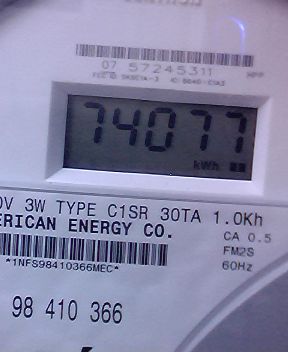 07 57245311
HPP
74077
kWh
0V 3W TYPE C1SR 30TA 1.0Kh
ERICAN ENERGY CO.
CA 0.5
FM2S
*1NFS98410366MEC*
60Hz
98 410 366